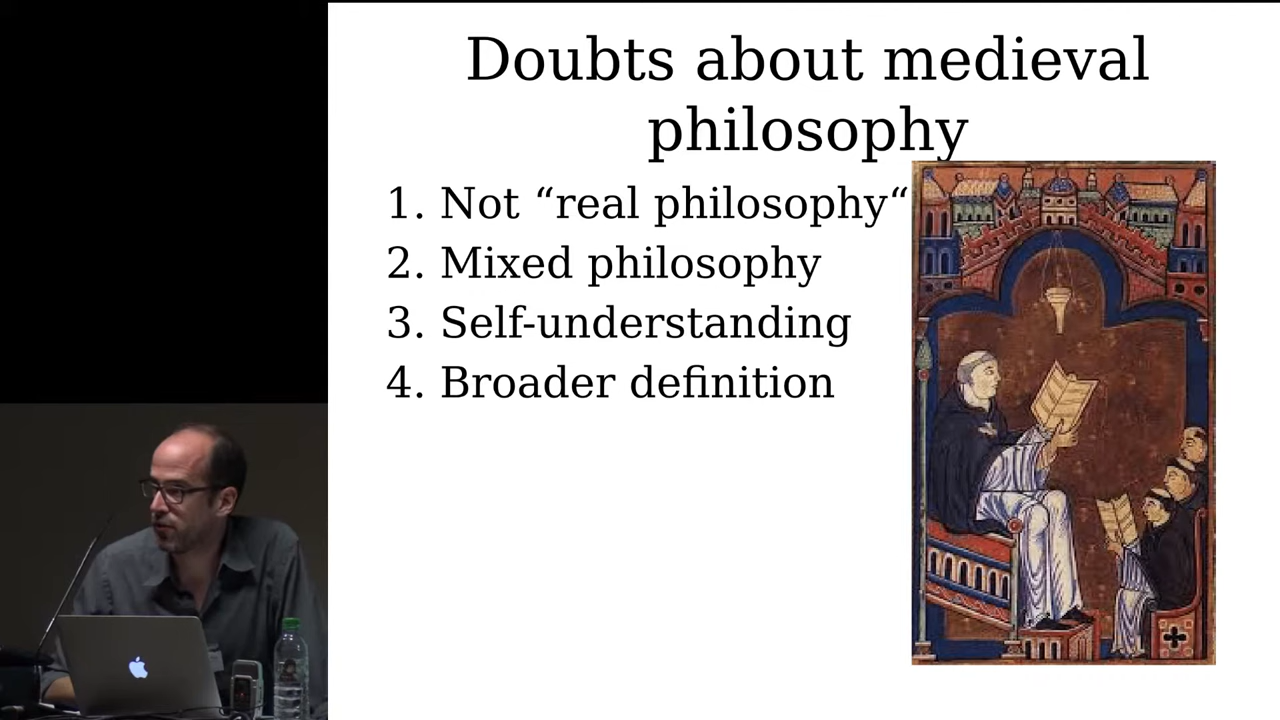 Doubts about medieval
philosophy
1. Not “real philosophy“
2. Mixed philosophy
3. Self-understanding
4. Broader definition